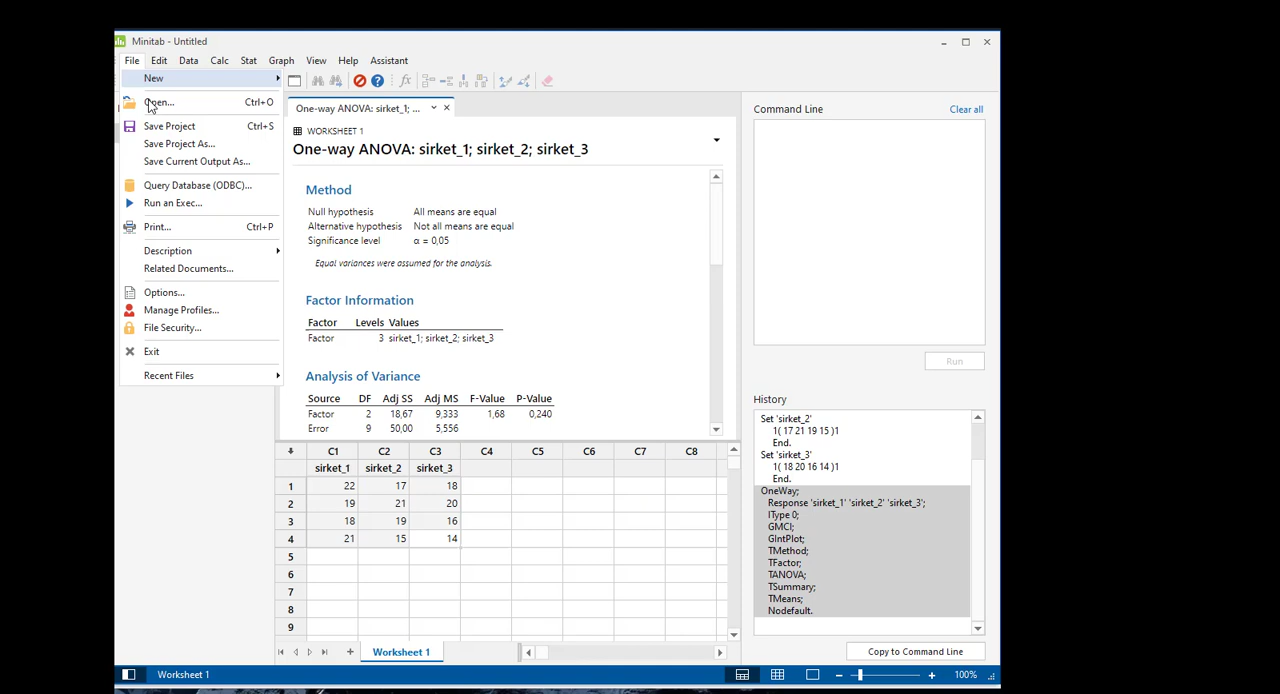 Minitab - Untitled
File Edit Data Calc Stat Graph View Help Assistant
New
Open... Ctrl+O
Save Project Ctrl+S
Save Project As...
Save Current Output As...
Query Database (ODBC)...
Run an Exec...
Print... Ctrl+P
Description
Related Documents...
Options...
Manage Profiles...
File Security...
Exit
Recent Files
One-way ANOVA: sirket_1; ...
WORKSHEET 1
One-way ANOVA: sirket_1; sirket_2; sirket_3
Method
Null hypothesis All means are equal
Alternative hypothesis Not all means are equal
Significance level α = 0,05
Equal variances were assumed for the analysis.
Factor Information
Factor Levels Values
Factor 3 sirket_1; sirket_2; sirket_3
Analysis of Variance
Source DF Adj SS Adj MS F-Value P-Value
Factor 2 18,67 9,333 1,68 0,240
Error 9 50,00 5,556
C1 C2 C3 C4 C5 C6 C7 C8
sirket_1 sirket_2 sirket_3
1 22 17 18
2 19 21 20
3 18 19 16
4 21 15 14
5
6
7
8
9
Worksheet 1
Command Line Clear all
Run
History
Set 'sirket_2'
1( 17 21 19 15 )1
End.
Set 'sirket_3'
1( 18 20 16 14 )1
End.
OneWay;
Response 'sirket_1' 'sirket_2' 'sirket_3';
IType 0;
GMCI;
GIntPlot;
TMethod;
TFactor;
TANOVA;
TSummary;
TMeans;
Nodefault.
Copy to Command Line
Worksheet 1 100%